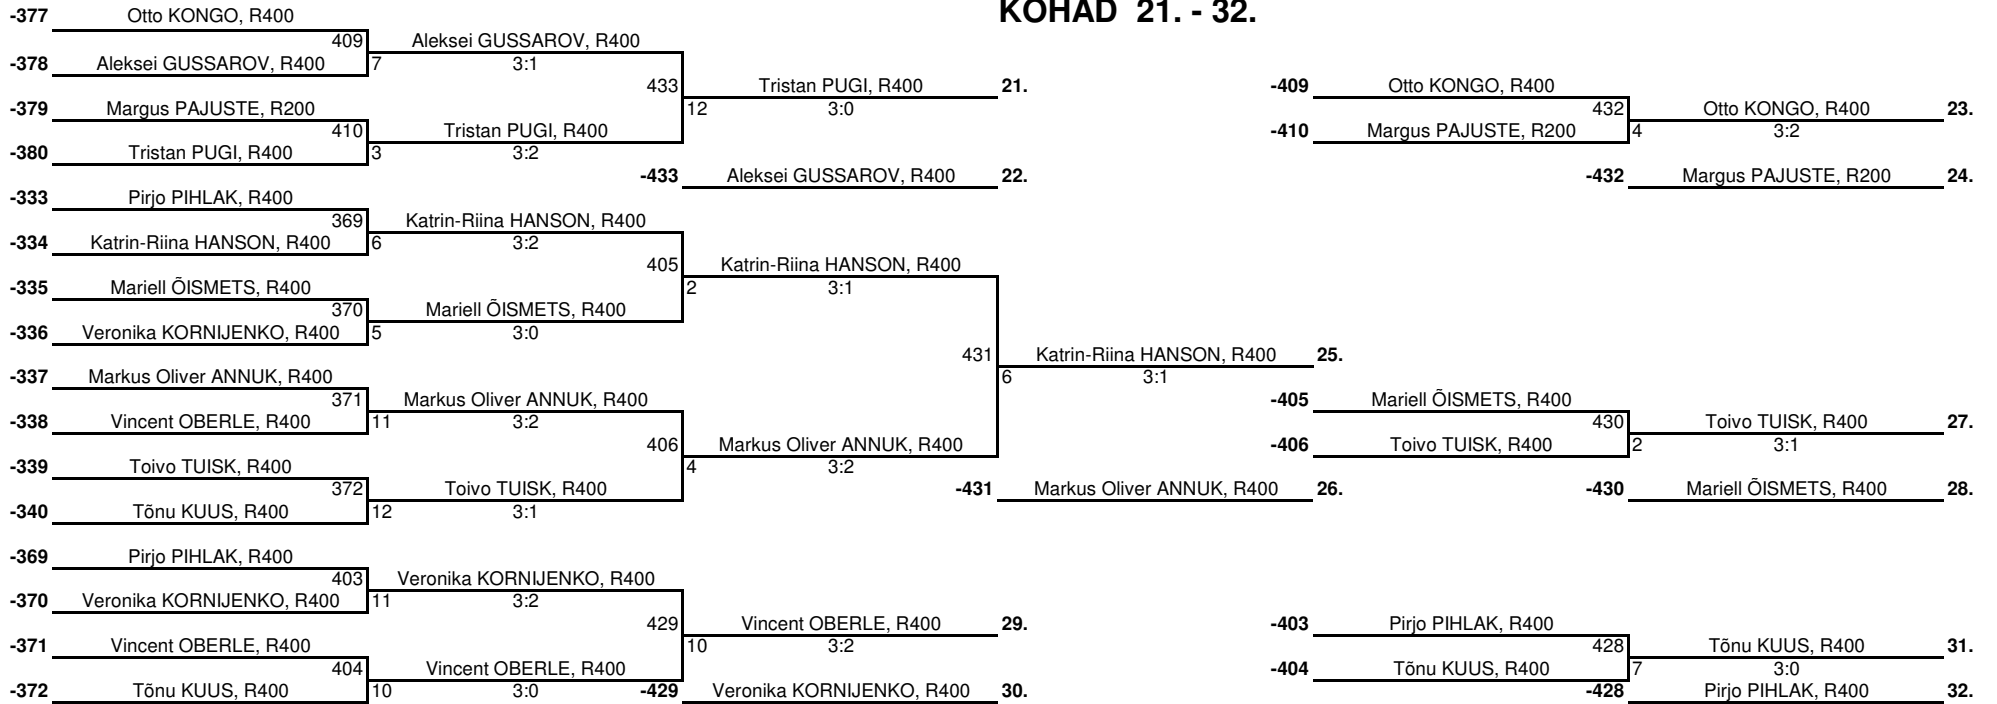 KOHAD 21. - 32.
-377 Otto KONGO, R400
409 Aleksei GUSSAROV, R400
-378 Aleksei GUSSAROV, R400 7 3:1
433 Tristan PUGI, R400 21. -409 Otto KONGO, R400
-379 Margus PAJUSTE, R200 12 3:0 432 Otto KONGO, R400 23.
410 Tristan PUGI, R400 -410 Margus PAJUSTE, R200 4 3:2
-380 Tristan PUGI, R400 3 3:2
-433 Aleksei GUSSAROV, R400 22. -432 Margus PAJUSTE, R200 24.
-333 Pirjo PIHLAK, R400
369 Katrin-Riina HANSON, R400
-334 Katrin-Riina HANSON, R400 6 3:2
405 Katrin-Riina HANSON, R400
-335 Mariell ÕISMETS, R400 2 3:1
370 Mariell ÕISMETS, R400
-336 Veronika KORNIJENKO, R400 5 3:0
431 Katrin-Riina HANSON, R400 25.
-337 Markus Oliver ANNUK, R400 6 3:1
371 Markus Oliver ANNUK, R400 -405 Mariell ÕISMETS, R400
-338 Vincent OBERLE, R400 11 3:2 430 Toivo TUISK, R400 27.
406 Markus Oliver ANNUK, R400 -406 Toivo TUISK, R400 2 3:1
-339 Toivo TUISK, R400 4 3:2
372 Toivo TUISK, R400 -431 Markus Oliver ANNUK, R400 26. -430 Mariell ÕISMETS, R400 28.
-340 Tõnu KUUS, R400 12 3:1
-369 Pirjo PIHLAK, R400
403 Veronika KORNIJENKO, R400
-370 Veronika KORNIJENKO, R400 11 3:2
429 Vincent OBERLE, R400 29. -403 Pirjo PIHLAK, R400
-371 Vincent OBERLE, R400 10 3:2 428 Tõnu KUUS, R400 31.
404 Vincent OBERLE, R400 -404 Tõnu KUUS, R400 7 3:0
-372 Tõnu KUUS, R400 10 3:0 -429 Veronika KORNIJENKO, R400 30. -428 Pirjo PIHLAK, R400 32.